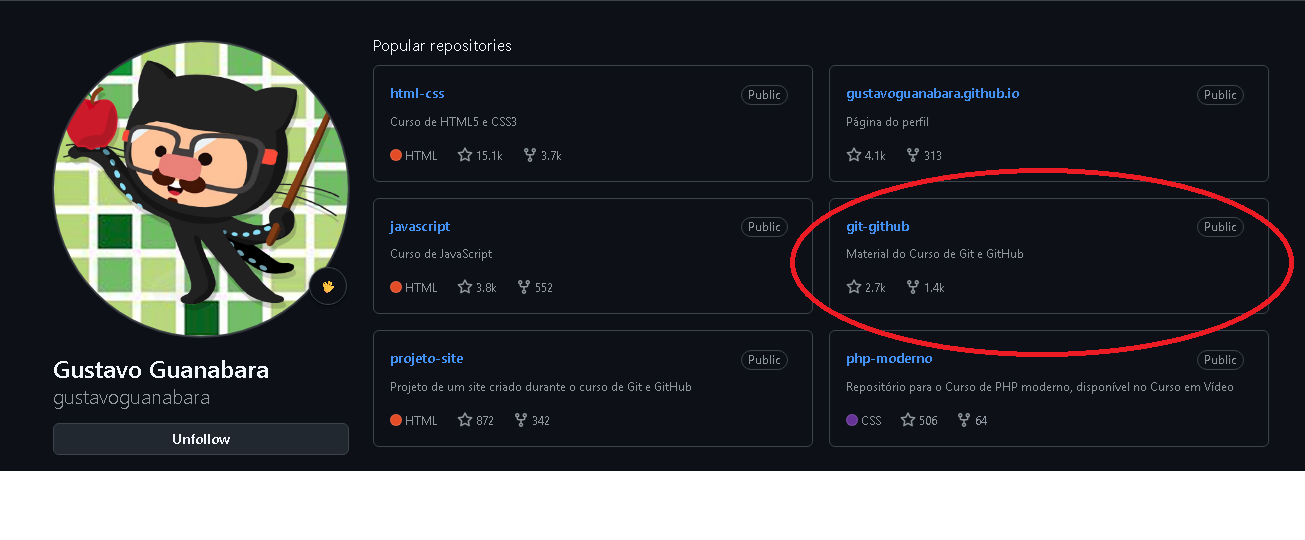 Popular repositories
html-css Public
Curso de HTML5 e CSS3
HTML 15.1k 3.7k
gustavoguanabara.github.io Public
Página do perfil
4.1k 313
javascript Public
Curso de JavaScript
HTML 3.8k 552
git-github Public
Material do Curso de Git e GitHub
2.7k 1.4k
projeto-site Public
Projeto de um site criado durante o curso de Git e GitHub
HTML 872 342
php-moderno Public
Repositório para o Curso de PHP moderno, disponível no Curso em Vídeo
CSS 506 64
Gustavo Guanabara
gustavoguanabara
Unfollow